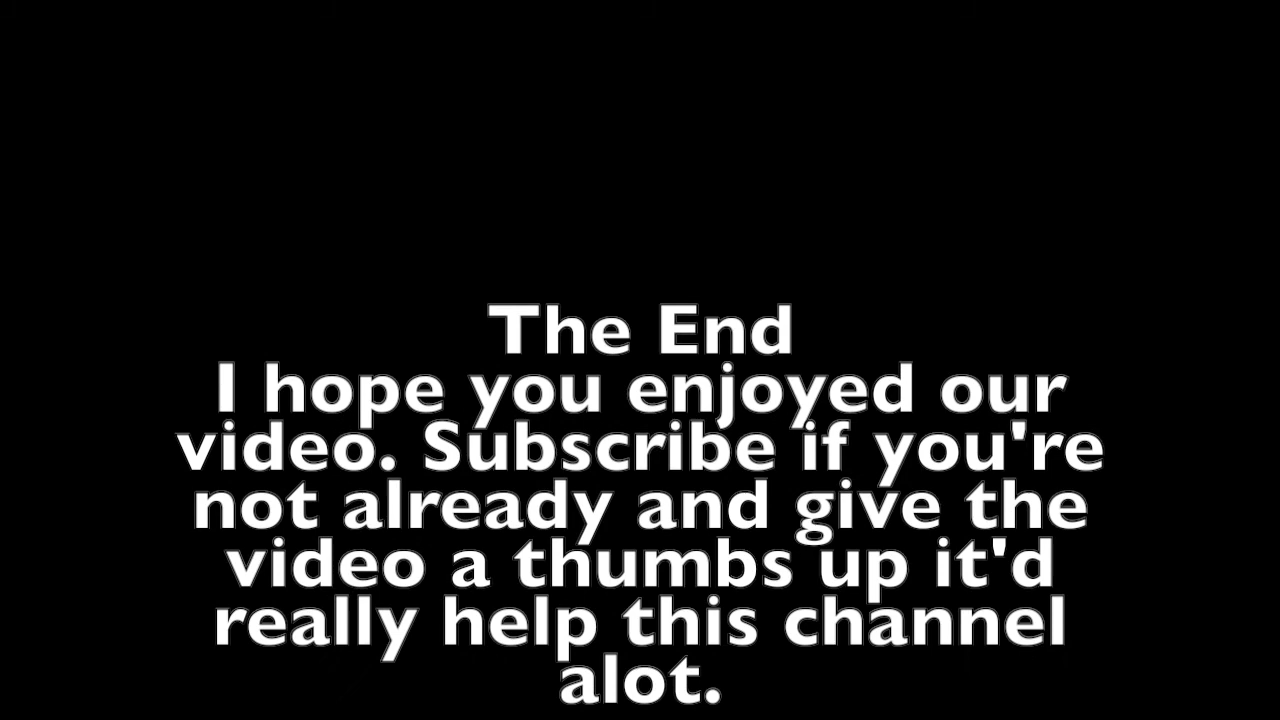 The End
I hope you enjoyed our
video. Subscribe if you're
not already and give the
video a thumbs up it'd
really help this channel
alot.